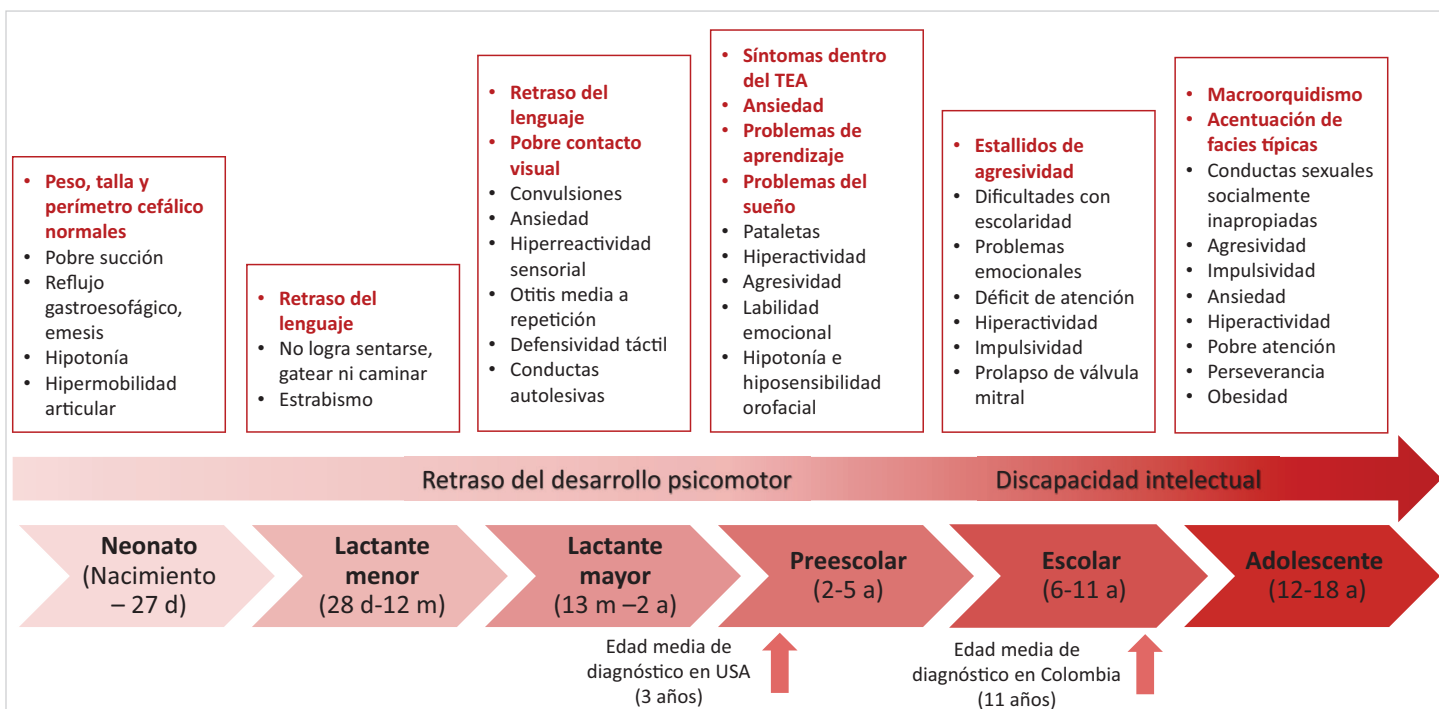 • Peso, talla y
perímetro cefálico
normales
• Pobre succión
• Reflujo
gastroesofágico,
emesis
• Hipotonía
• Hipermobilidad
articular
• Retraso del
lenguaje
• No logra sentarse,
gatear ni caminar
• Estrabismo
• Retraso del
lenguaje
• Pobre contacto
visual
• Convulsiones
• Ansiedad
• Hiperreactividad
sensorial
• Otitis media a
repetición
• Defensividad táctil
• Conductas
autolesivas
• Síntomas dentro
del TEA
• Ansiedad
• Problemas de
aprendizaje
• Problemas del
sueño
• Pataletas
• Hiperactividad
• Agresividad
• Labilidad
emocional
• Hipotonía e
hiposensibilidad
orofacial
• Estallidos de
agresividad
• Dificultades con
escolaridad
• Problemas
emocionales
• Déficit de atención
• Hiperactividad
• Impulsividad
• Prolapso de válvula
mitral
• Macroorquidismo
• Acentuación de
facies típicas
• Conductas sexuales
socialmente
inapropiadas
• Agresividad
• Impulsividad
• Ansiedad
• Hiperactividad
• Pobre atención
• Perseverancia
• Obesidad
Retraso del desarrollo psicomotor
Discapacidad intelectual
Neonato
(Nacimiento
– 27 d)
Lactante
menor
(28 d-12 m)
Lactante
mayor
(13 m –2 a)
Preescolar
(2-5 a)
Escolar
(6-11 a)
Adolescente
(12-18 a)
Edad media de
diagnóstico en USA
(3 años)
Edad media de
diagnóstico en Colombia
(11 años)